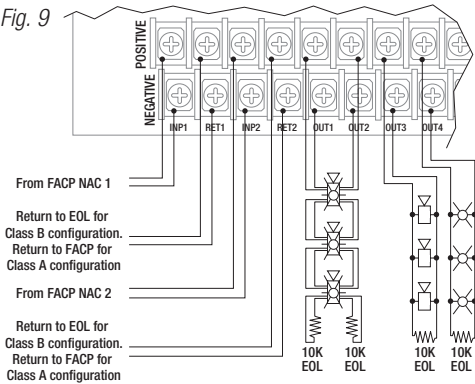 Fig. 9
POSITIVE
NEGATIVE
INP1 RET1 INP2 RET2 OUT1 OUT2 OUT3 OUT4
From FACP NAC 1
Return to EOL for
Class B configuration.
Return to FACP for
Class A configuration
From FACP NAC 2
Return to EOL for
Class B configuration.
Return to FACP for
Class A configuration
10K 10K 10K 10K
EOL EOL EOL EOL